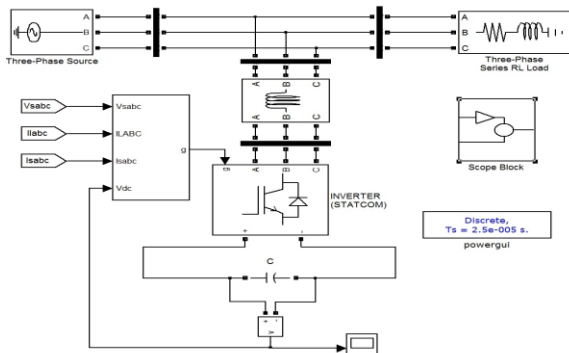 A
B
C
Three-Phase Source
A
B
C
Three-Phase
Series RL Load
A
B
C
A
B
C
Vsabc
Ilabc
Isabc
Vsabc
ILABC
Isabc
Vdc
g
g
A
B
C
INVERTER
(STATCOM)
+
-
C
+
-
v
Scope Block
Discrete,
Ts = 2.5e-005 s.
powergui